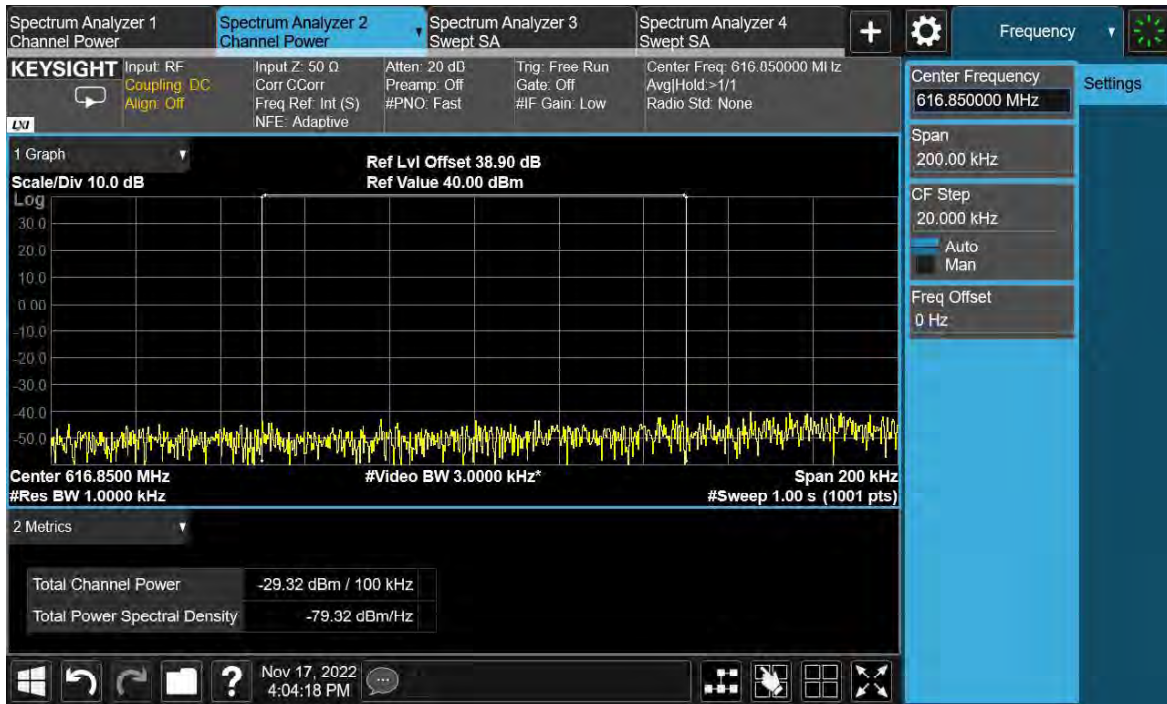 Spectrum Analyzer 1
Channel Power
Spectrum Analyzer 2
Channel Power
Spectrum Analyzer 3
Swept SA
Spectrum Analyzer 4
Swept SA
+
Frequency
KEYSIGHT
LXI
Input: RF
Coupling: DC
Align: Off
Input Z: 50 Ω
Corr CCorr
Freq Ref: Int (S)
NFE: Adaptive
Atten: 20 dB
Preamp: Off
#PNO: Fast
Trig: Free Run
Gate: Off
#IF Gain: Low
Center Freq: 616.850000 MHz
Avg|Hold:>1/1
Radio Std: None
1 Graph
Scale/Div 10.0 dB
Ref Lvl Offset 38.90 dB
Ref Value 40.00 dBm
Log
30.0
20.0
10.0
0.00
-10.0
-20.0
-30.0
-40.0
-50.0
Center 616.8500 MHz
#Video BW 3.0000 kHz*
Span 200 kHz
#Res BW 1.0000 kHz
#Sweep 1.00 s (1001 pts)
2 Metrics
Total Channel Power -29.32 dBm / 100 kHz
Total Power Spectral Density -79.32 dBm/Hz
?
Nov 17, 2022
4:04:18 PM
Center Frequency
616.850000 MHz
Span
200.00 kHz
CF Step
20.000 kHz
Auto
Man
Freq Offset
0 Hz
Settings